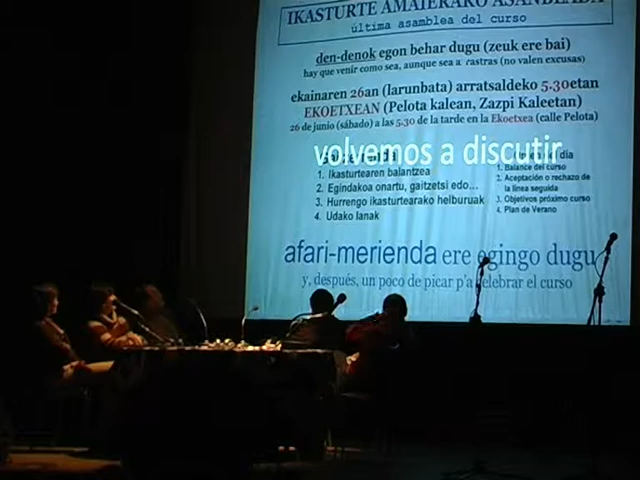 IKASTURTE AMAIERAKO ASANBLADA
última asamblea del curso
den-denok egon behar dugu (zeuk ere bai)
hay que venir como sea, aunque sea a rastras (no valen excusas)
ekainaren 26an (larunbata) arratsaldeko 5.30etan
EKOETXEAN (Pelota kalean, Zazpi Kaleetan)
26 de junio (sábado) a las 5.30 de la tarde en la Ekoetxea (calle Pelota)
volvemos a discutir
1. Ikasturtearen balantzea
2. Egindakoa onartu, gaitzetsi edo...
3. Hurrengo ikasturterako helburuak
4. Udako lanak
día
1. Balance del curso
2. Aceptación o rechazo de
la línea seguida
3. Objetivos próximo curso
4. Plan de Verano
afari-merienda ere egingo dugu
y, después, un poco de picar p'a celebrar el curso